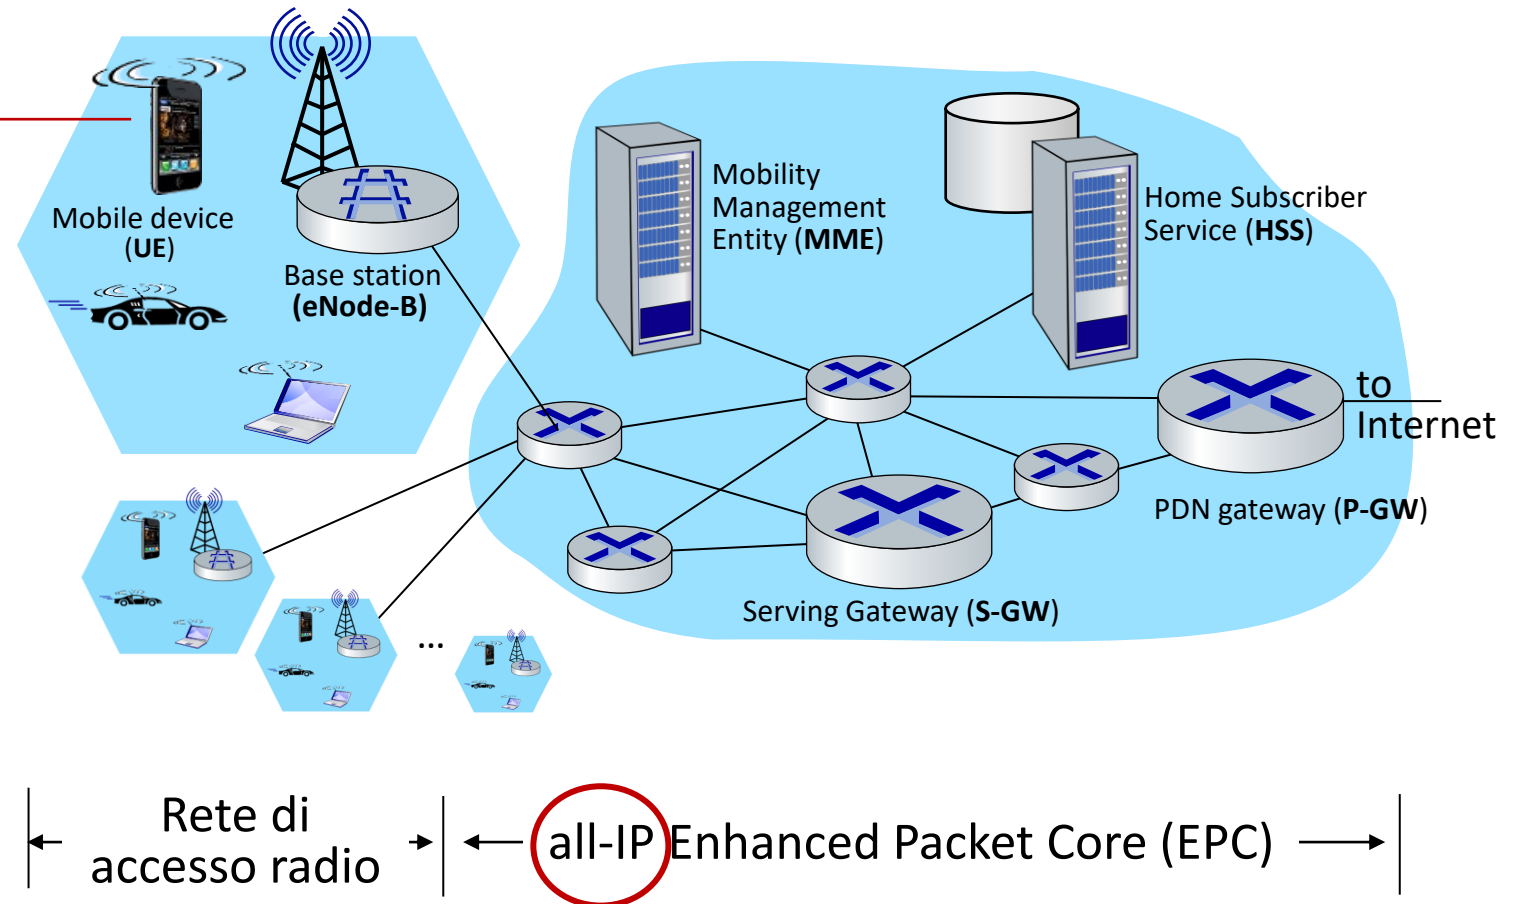 Mobile device
(UE)
Base station
(eNode-B)
Mobility
Management
Entity (MME)
Home Subscriber
Service (HSS)
to
Internet
PDN gateway (P-GW)
Serving Gateway (S-GW)
...
Rete di
accesso radio
all-IP Enhanced Packet Core (EPC)